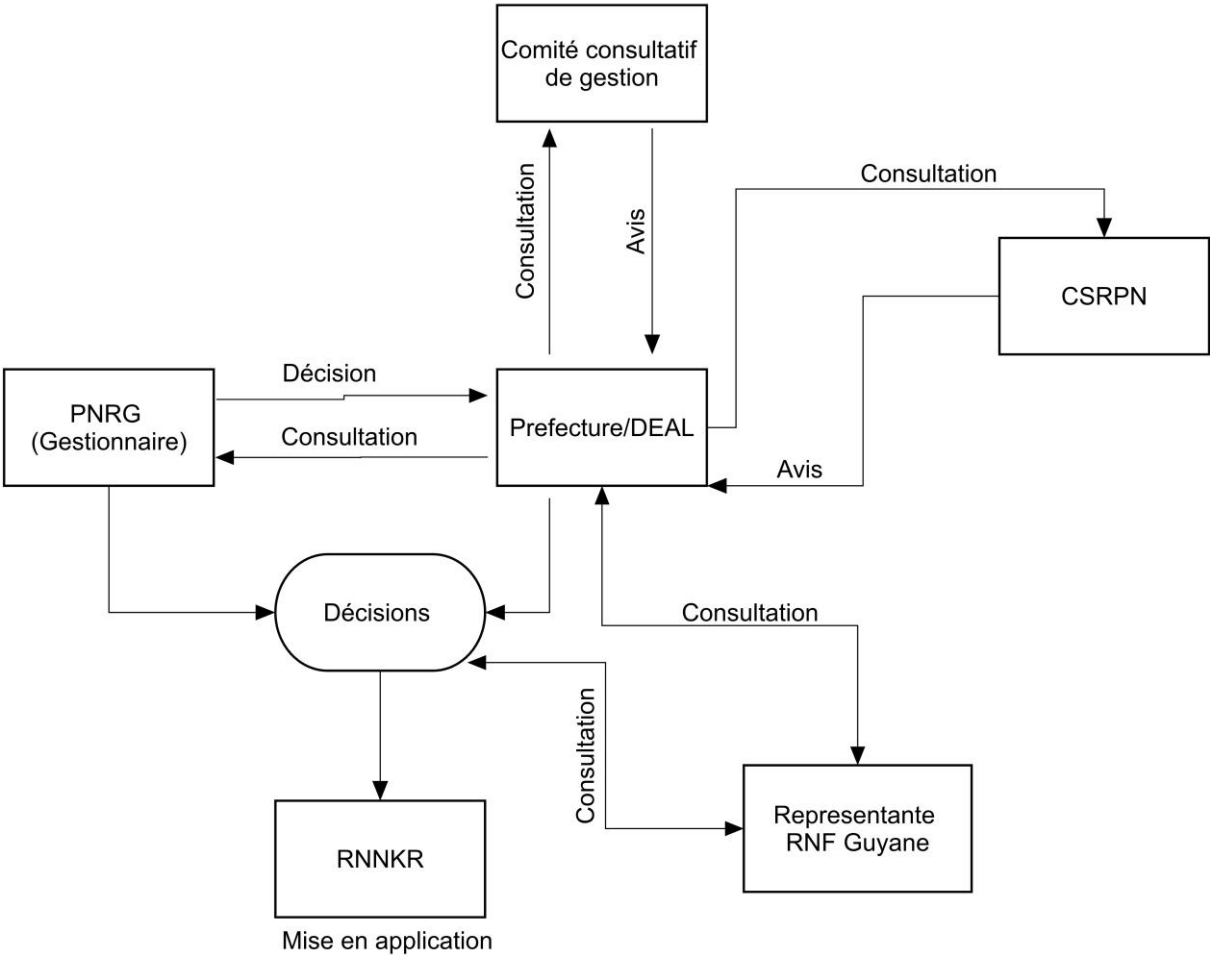 Comité consultatif
de gestion
Consultation
Avis
Consultation
CSRPN
Décision
PNRG
(Gestionnaire)
Consultation
Prefecture/DEAL
Avis
Décisions
Consultation
Consultation
Representante
RNF Guyane
RNNKR
Mise en application